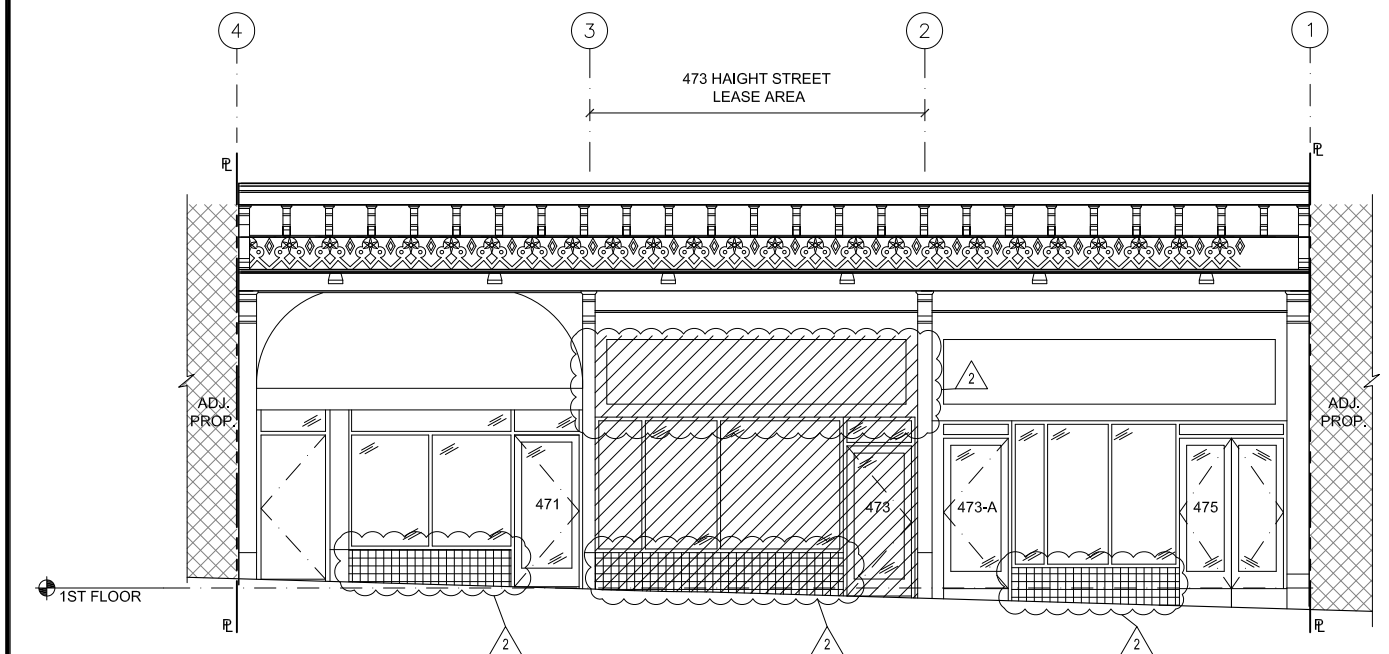 4
3
2
1
473 HAIGHT STREET
LEASE AREA
PL
PL
2
ADJ.
PROP.
ADJ.
PROP.
471
473
473-A
475
1ST FLOOR
PL
PL
2
2
2